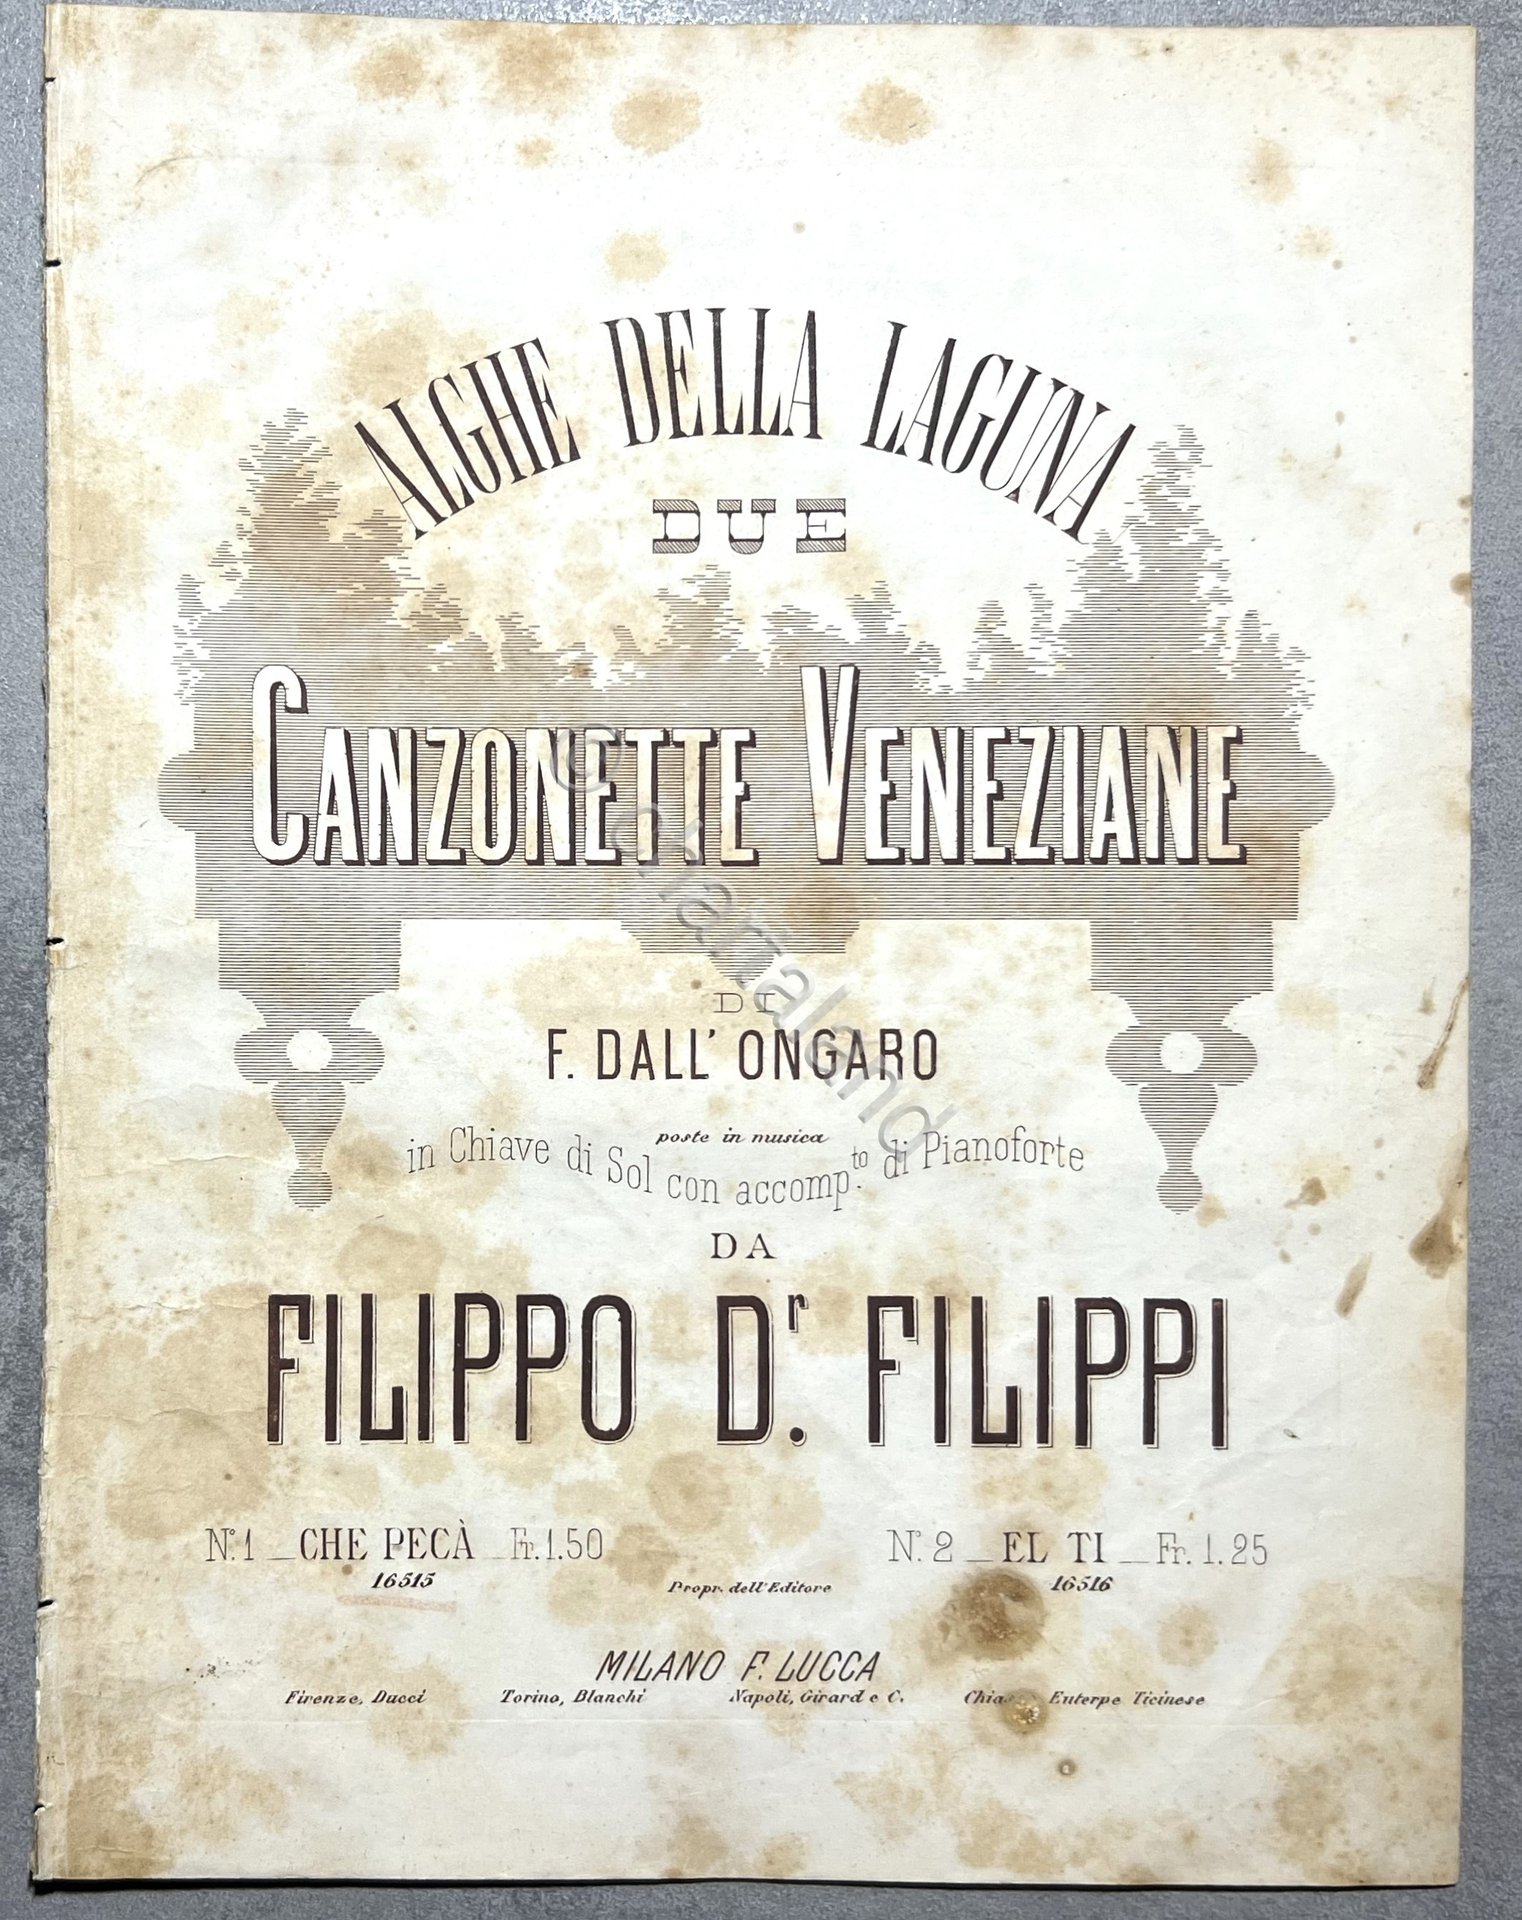 ALGHE DELLA LAGUNA
DUE
CANZONETTE VENEZIANE
DI
F. DALL' ONGARO
poste in musica
in Chiave di Sol con accomp.to di Pianoforte
DA
FILIPPO D.r FILIPPI
N.º 1 _ CHE PECÀ _ Fr. 1.50
16515
N.º 2 _ EL TI _ Fr. 1.25
16516
Propr. dell'Editore
MILANO F. LUCCA
Firenze, Ducci Torino, Blanchi Napoli, Girard e C. Euterpe Ticinese
© charmaland